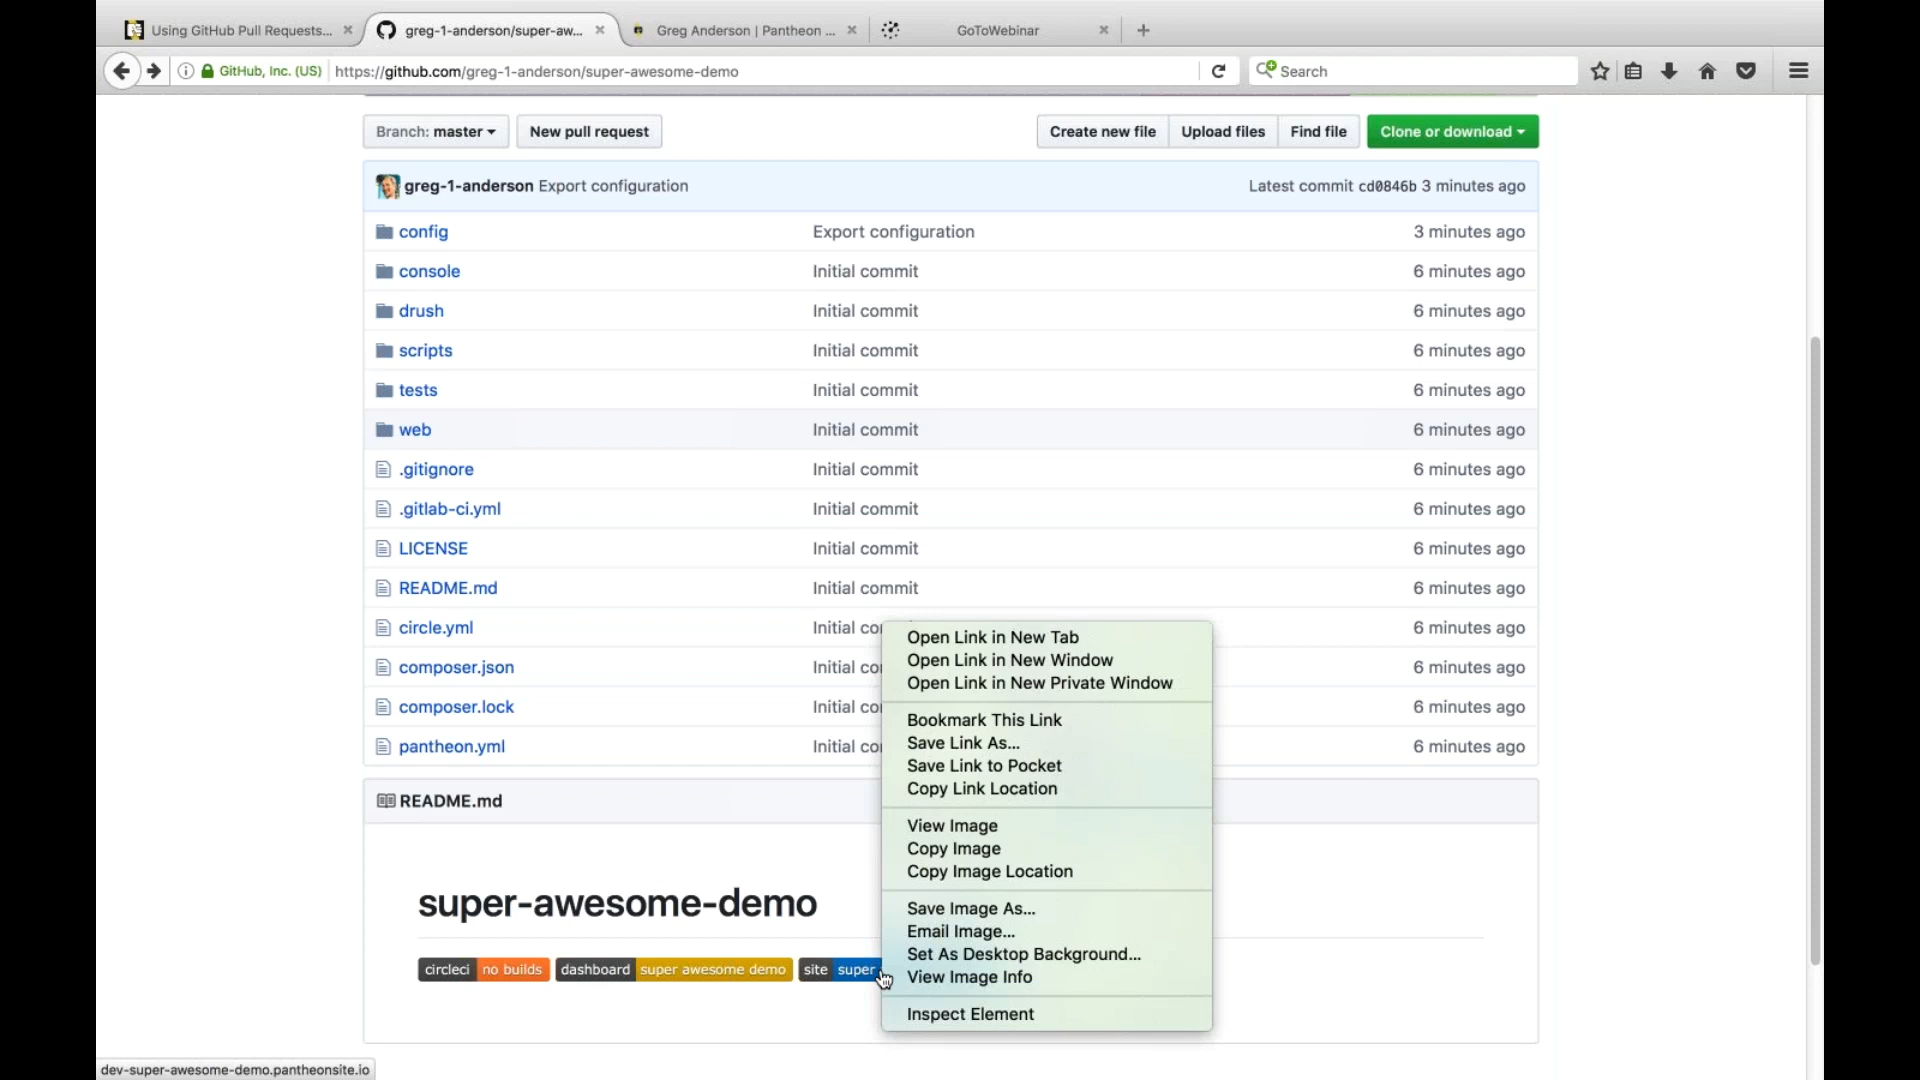 Using GitHub Pull Requests...
greg-1-anderson/super-aw...
Greg Anderson | Pantheon ...
GoToWebinar
GitHub, Inc. (US)
https://github.com/greg-1-anderson/super-awesome-demo
Search
Branch: master
New pull request
Create new file
Upload files
Find file
Clone or download
greg-1-anderson Export configuration
Latest commit cd0846b 3 minutes ago
config Export configuration 3 minutes ago
console Initial commit 6 minutes ago
drush Initial commit 6 minutes ago
scripts Initial commit 6 minutes ago
tests Initial commit 6 minutes ago
web Initial commit 6 minutes ago
.gitignore Initial commit 6 minutes ago
.gitlab-ci.yml Initial commit 6 minutes ago
LICENSE Initial commit 6 minutes ago
README.md Initial commit 6 minutes ago
circle.yml Initial co 6 minutes ago
composer.json Initial co 6 minutes ago
composer.lock Initial co 6 minutes ago
pantheon.yml Initial co 6 minutes ago
Open Link in New Tab
Open Link in New Window
Open Link in New Private Window
Bookmark This Link
Save Link As...
Save Link to Pocket
Copy Link Location
View Image
Copy Image
Copy Image Location
Save Image As...
Email Image...
Set As Desktop Background...
View Image Info
Inspect Element
README.md
super-awesome-demo
circleci no builds dashboard super awesome demo site super
dev-super-awesome-demo.pantheonsite.io